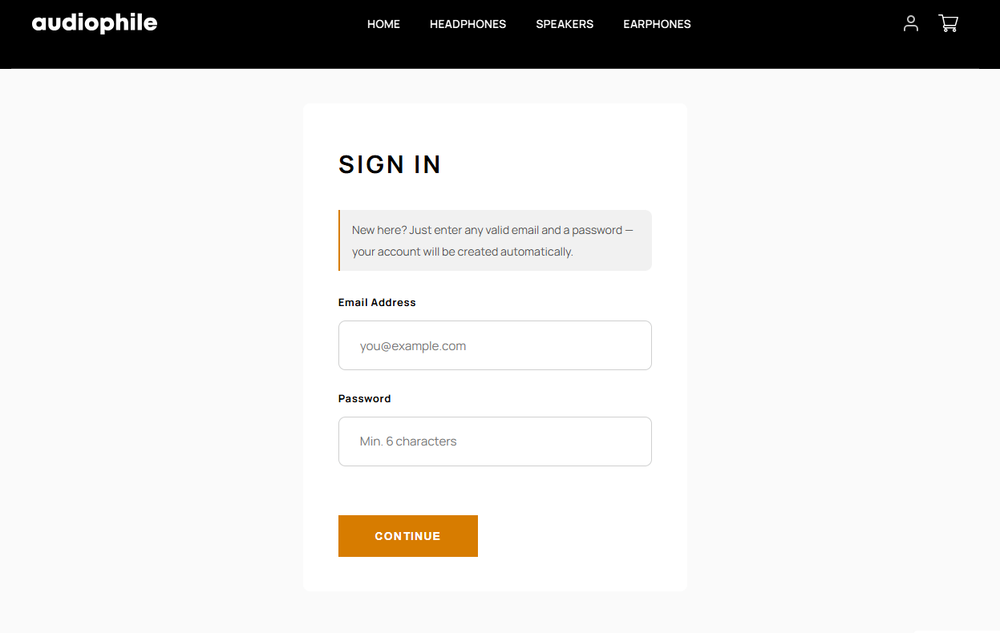 audiophile
HOME HEADPHONES SPEAKERS EARPHONES
SIGN IN
New here? Just enter any valid email and a password —
your account will be created automatically.
Email Address
you@example.com
Password
Min. 6 characters
CONTINUE